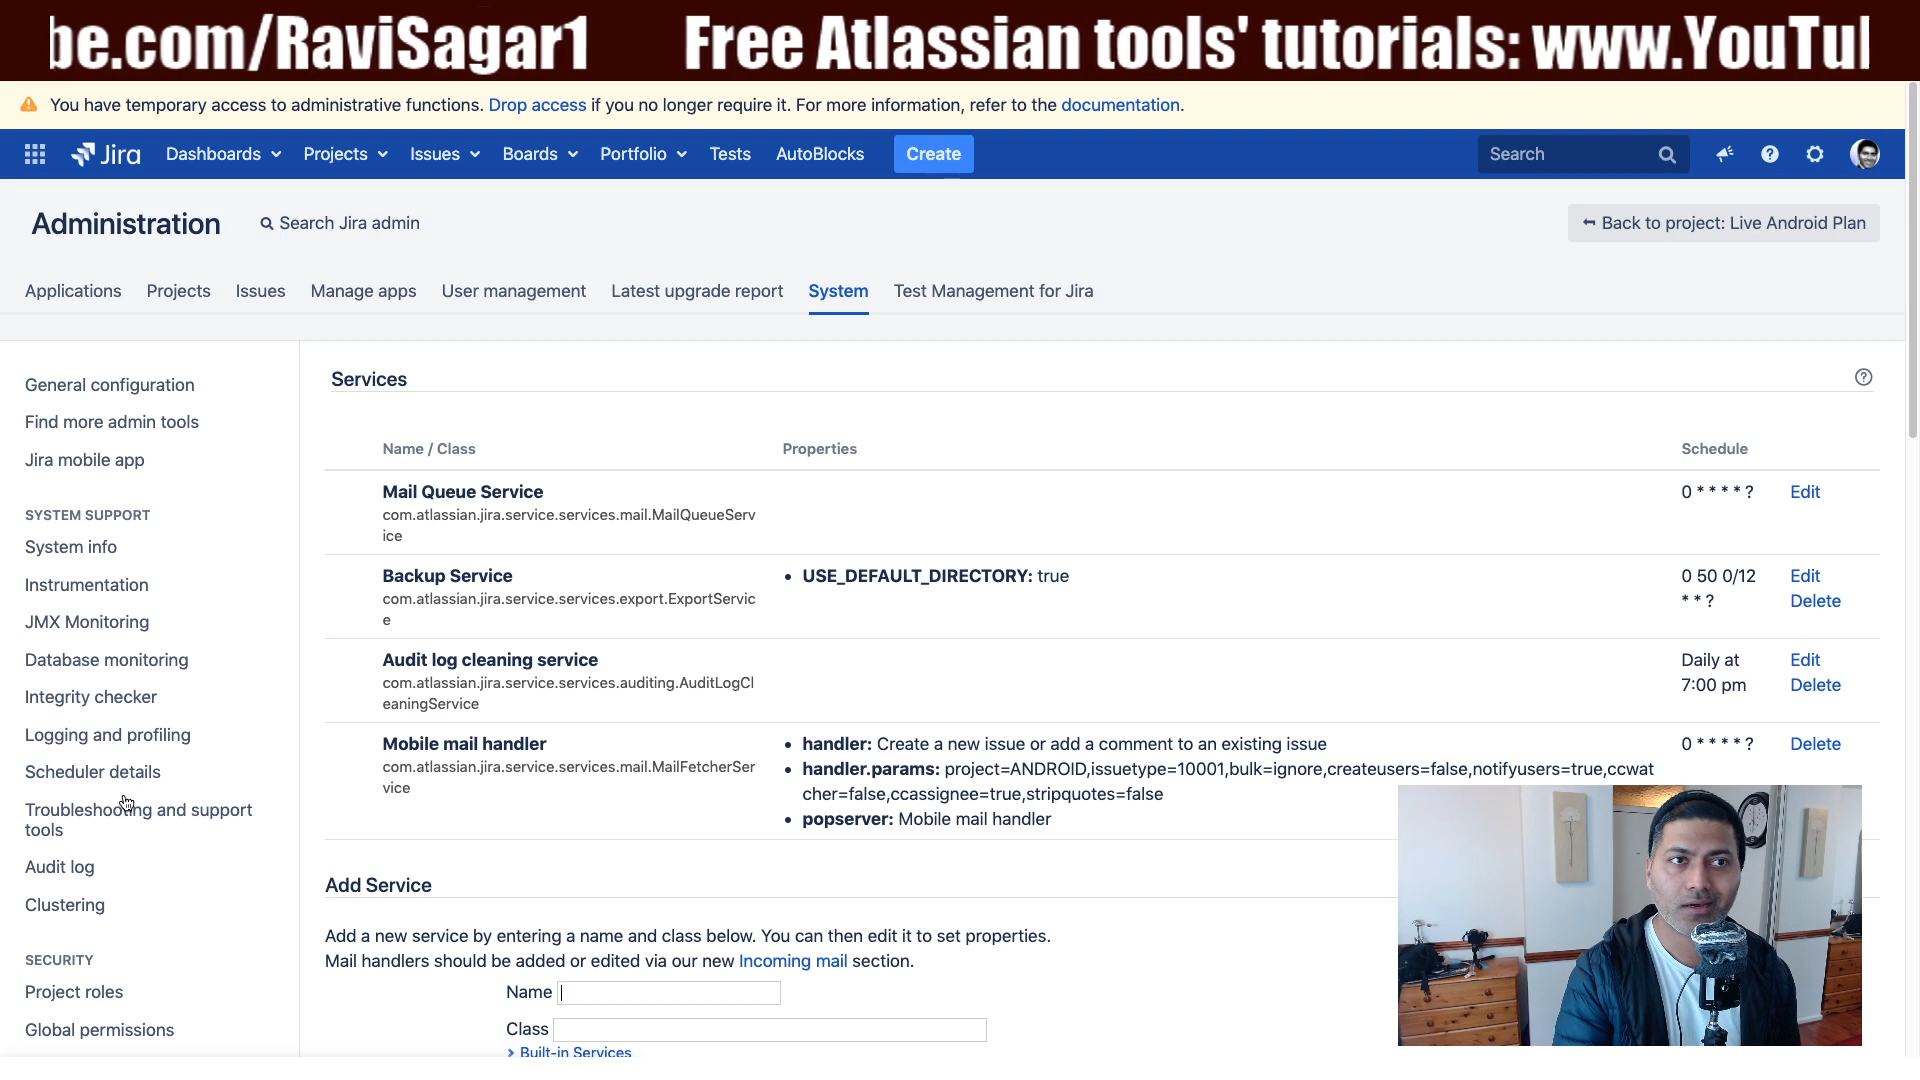 be.com/RaviSagar1 Free Atlassian tools' tutorials: www.YouTu
You have temporary access to administrative functions. Drop access if you no longer require it. For more information, refer to the documentation.
Jira Dashboards Projects Issues Boards Portfolio Tests AutoBlocks Create Search
Administration Search Jira admin Back to project: Live Android Plan
Applications Projects Issues Manage apps User management Latest upgrade report System Test Management for Jira
General configuration
Find more admin tools
Jira mobile app
SYSTEM SUPPORT
System info
Instrumentation
JMX Monitoring
Database monitoring
Integrity checker
Logging and profiling
Scheduler details
Troubleshooting and support
tools
Audit log
Clustering
SECURITY
Project roles
Global permissions
Services
Name / Class Properties Schedule
Mail Queue Service 0 * * * * ? Edit
com.atlassian.jira.service.services.mail.MailQueueServ
ice
Backup Service • USE_DEFAULT_DIRECTORY: true 0 50 0/12 Edit
com.atlassian.jira.service.services.export.ExportServic * * ? Delete
e
Audit log cleaning service Daily at Edit
com.atlassian.jira.service.services.auditing.AuditLogCl 7:00 pm Delete
eaningService
Mobile mail handler • handler: Create a new issue or add a comment to an existing issue 0 * * * * ? Delete
com.atlassian.jira.service.services.mail.MailFetcherSer • handler.params: project=ANDROID,issuetype=10001,bulk=ignore,createusers=false,notifyusers=true,ccwat
vice cher=false,ccassignee=true,stripquotes=false
• popserver: Mobile mail handler
Add Service
Add a new service by entering a name and class below. You can then edit it to set properties.
Mail handlers should be added or edited via our new Incoming mail section.
Name
Class
> Built-in Services